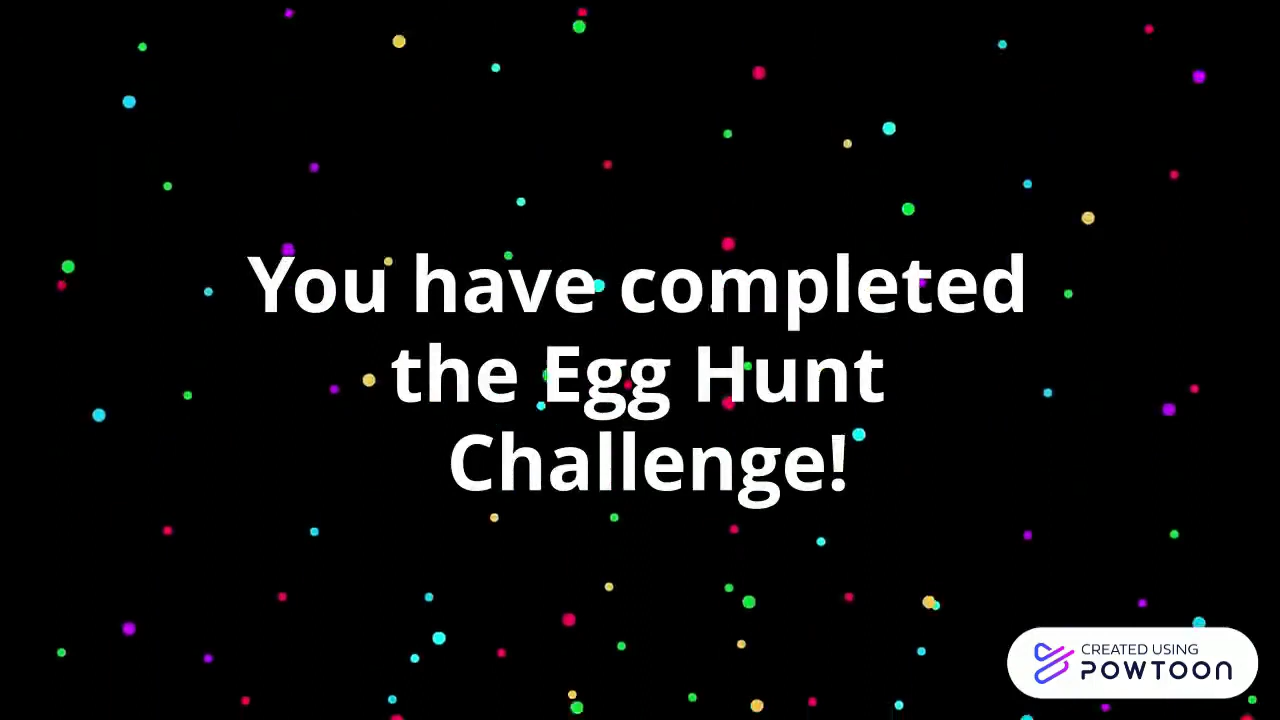 You have completed
the Egg Hunt
Challenge!
CREATED USING
POWTOON